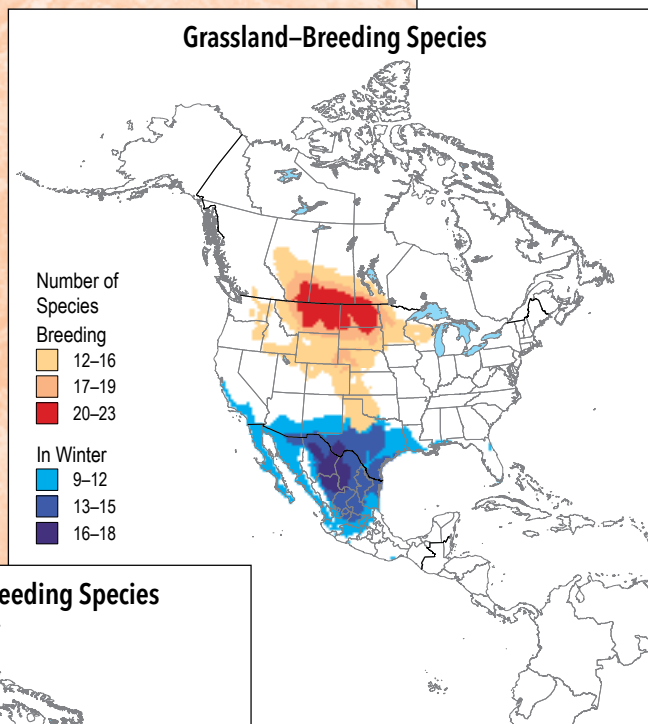 Grassland–Breeding Species
Number of
Species
Breeding
12–16
17–19
20–23
In Winter
9–12
13–15
16–18
eeding Species